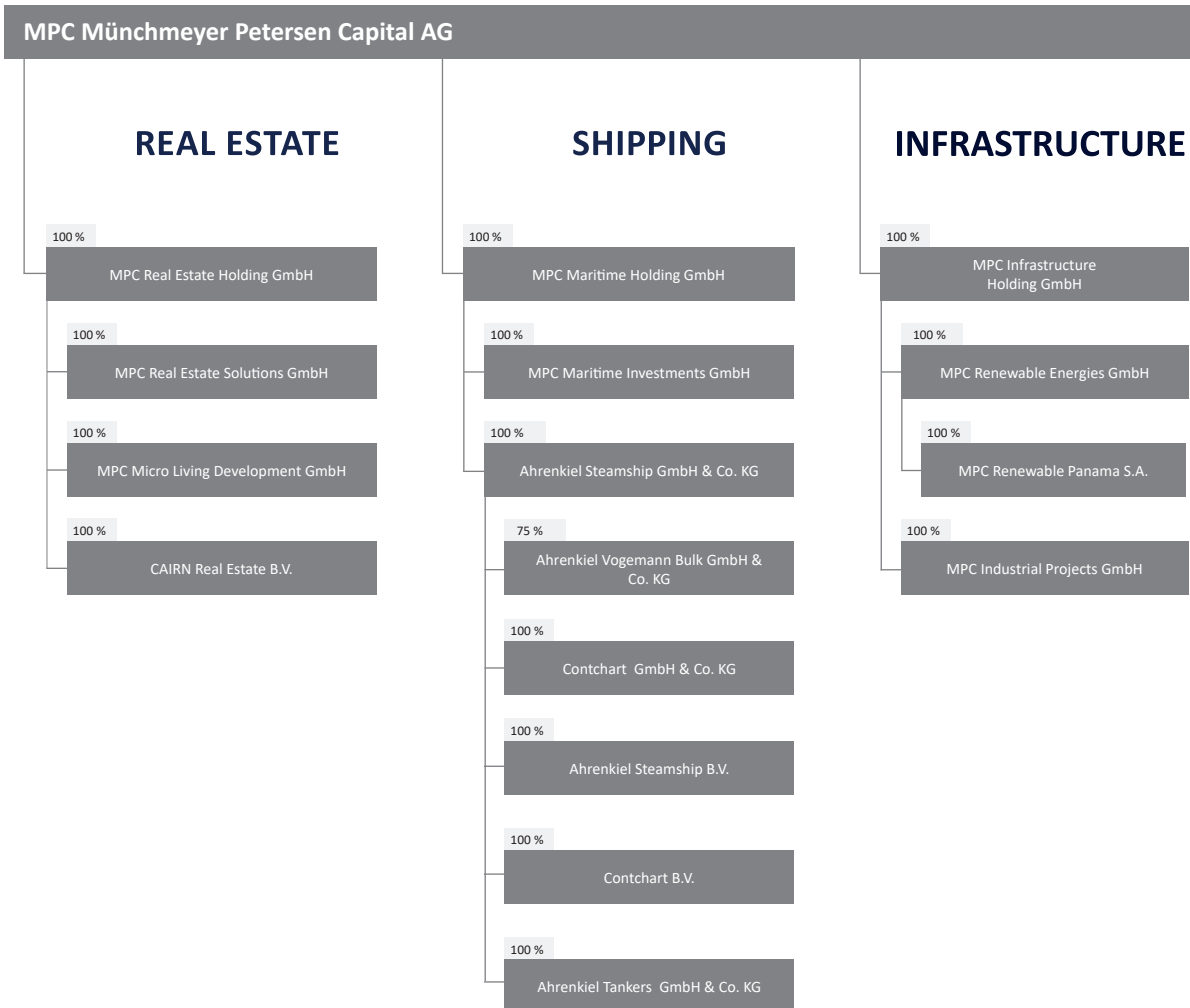 MPC Münchmeyer Petersen Capital AG
REAL ESTATE
100 %
MPC Real Estate Holding GmbH
100 %
MPC Real Estate Solutions GmbH
100 %
MPC Micro Living Development GmbH
100 %
CAIRN Real Estate B.V.
SHIPPING
100 %
MPC Maritime Holding GmbH
100 %
MPC Maritime Investments GmbH
100 %
Ahrenkiel Steamship GmbH & Co. KG
75 %
Ahrenkiel Vogemann Bulk GmbH &
Co. KG
100 %
Contchart GmbH & Co. KG
100 %
Ahrenkiel Steamship B.V.
100 %
Contchart B.V.
100 %
Ahrenkiel Tankers GmbH & Co. KG
INFRASTRUCTURE
100 %
MPC Infrastructure
Holding GmbH
100 %
MPC Renewable Energies GmbH
100 %
MPC Renewable Panama S.A.
100 %
MPC Industrial Projects GmbH